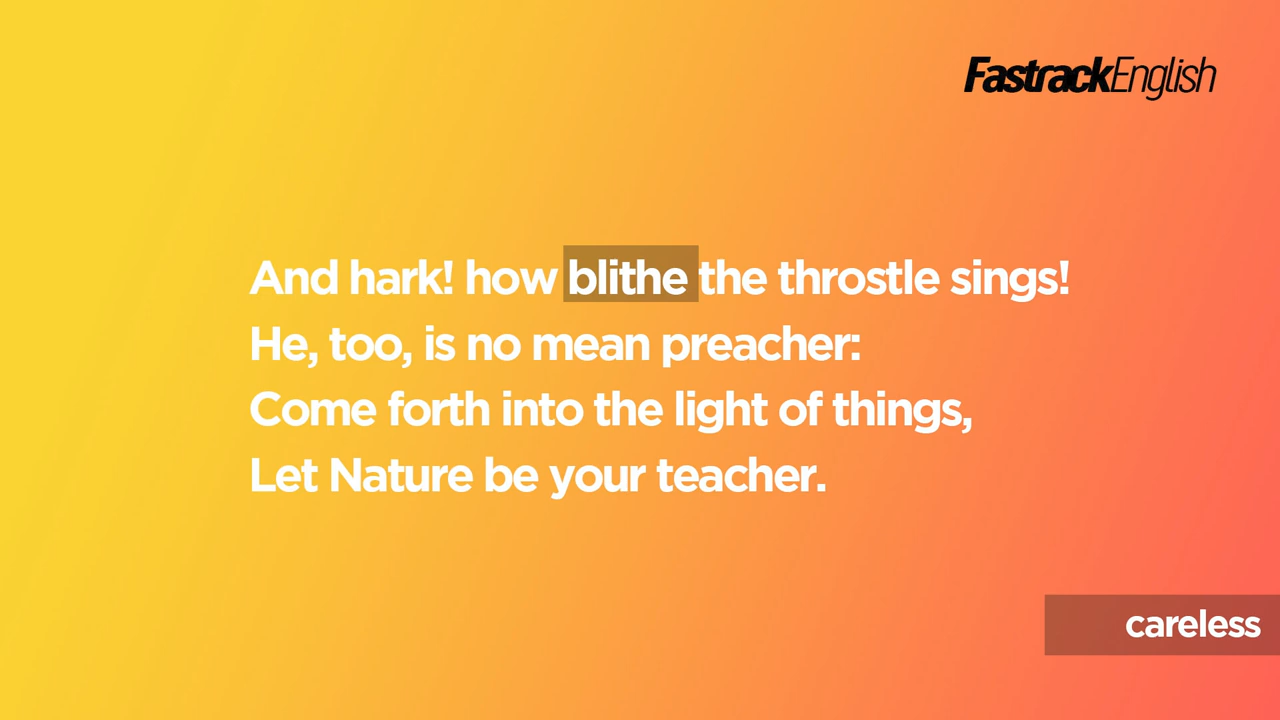 FastrackEnglish
And hark! how blithe the throstle sings!
He, too, is no mean preacher:
Come forth into the light of things,
Let Nature be your teacher.
careless